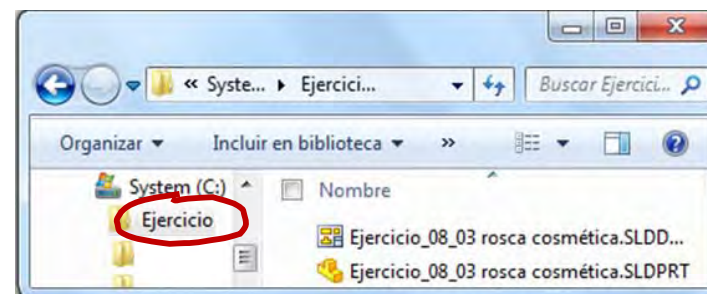 « Syste... ▸ Ejercici... Buscar Ejercici...
Organizar Incluir en biblioteca »
System (C:) Nombre
Ejercicio
Ejercicio_08_03 rosca cosmética.SLDD...
Ejercicio_08_03 rosca cosmética.SLDPRT